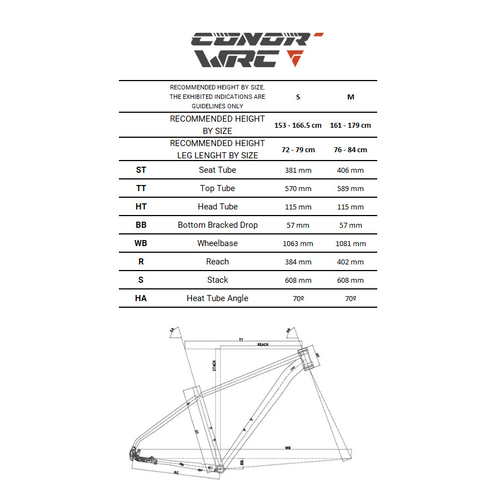 CONOR
WRC
RECOMMENDED HEIGHT BY SIZE.
THE EXHIBITED INDICATIONS ARE
GUIDELINES ONLY
S M
RECOMMENDED HEIGHT
BY SIZE
153 - 166.5 cm 161 - 179 cm
RECOMMENDED HEIGHT
LEG LENGHT BY SIZE
72 - 79 cm 76 - 84 cm
ST Seat Tube 381 mm 406 mm
TT Top Tube 570 mm 589 mm
HT Head Tube 115 mm 115 mm
BB Bottom Bracked Drop 57 mm 57 mm
WB Wheelbase 1063 mm 1081 mm
R Reach 384 mm 402 mm
S Stack 608 mm 608 mm
HA Heat Tube Angle 70º 70º
TT
REACH
STACK
ST
WB
BB